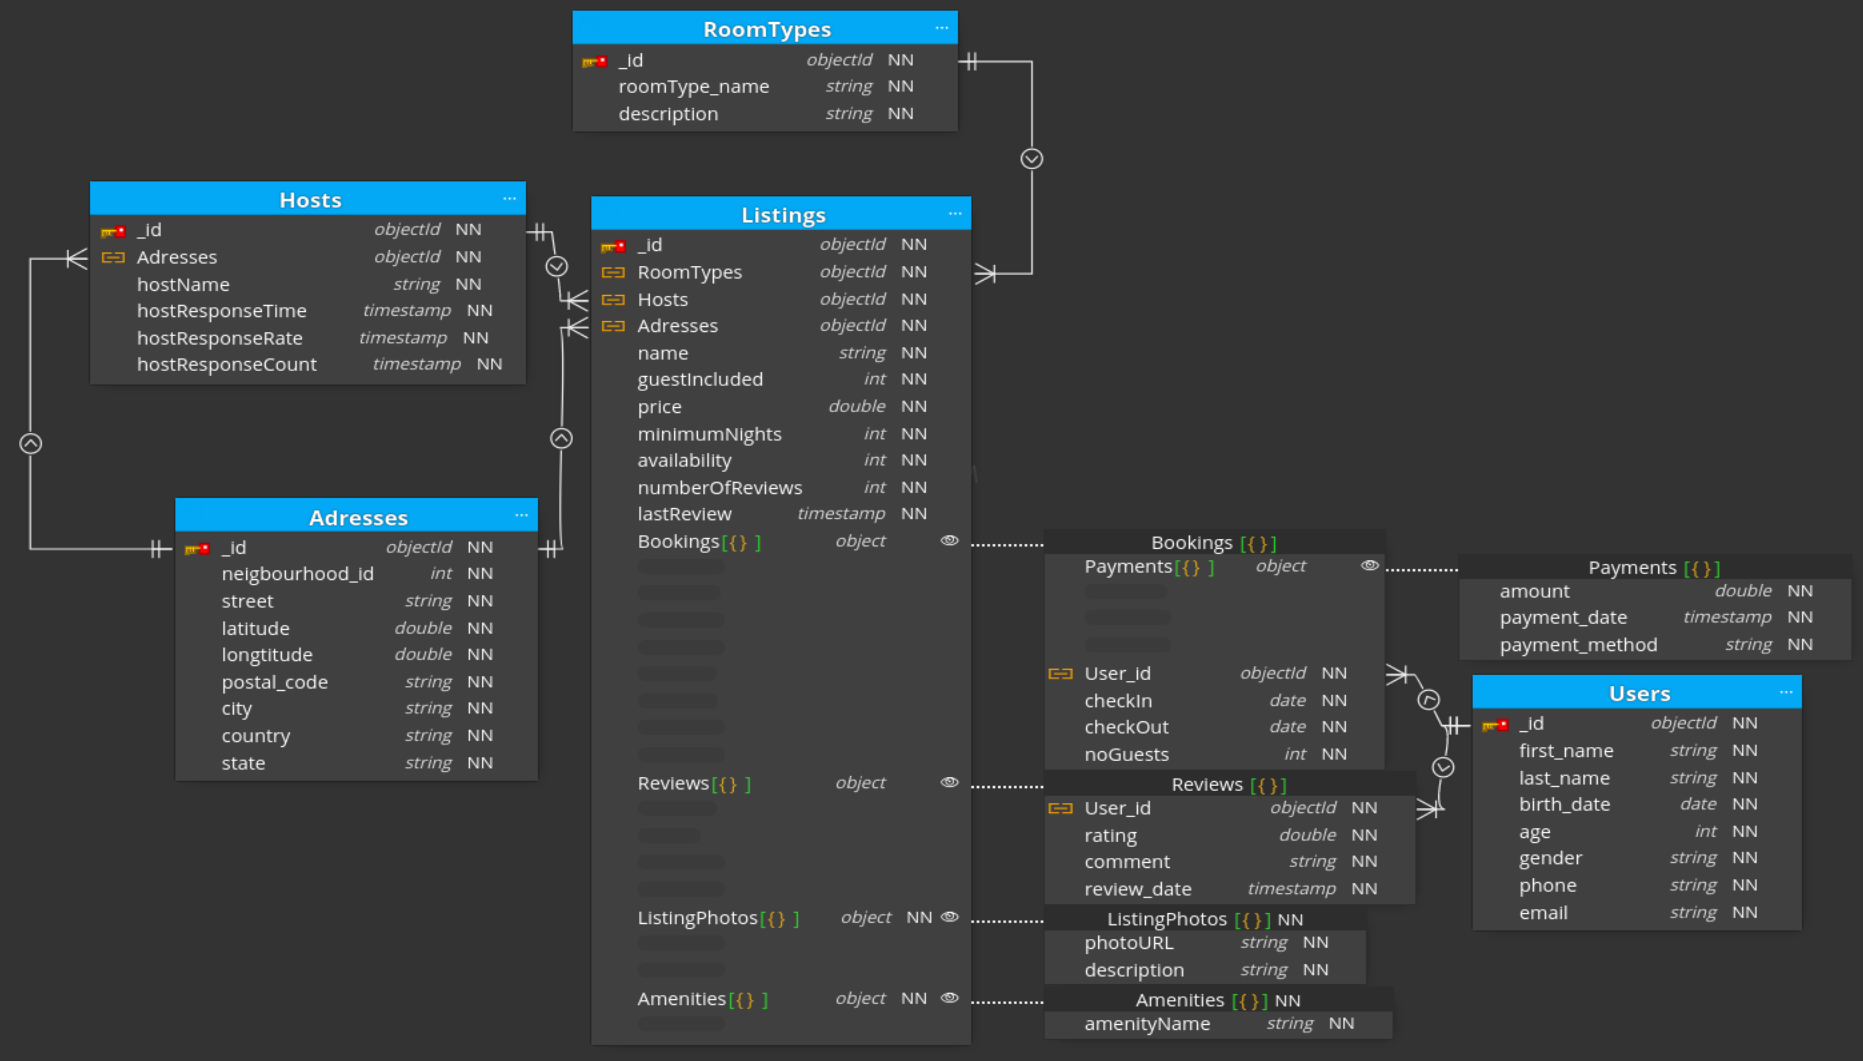 RoomTypes ...
_id objectId NN
roomType_name string NN
description string NN
Hosts ...
_id objectId NN
Adresses objectId NN
hostName string NN
hostResponseTime timestamp NN
hostResponseRate timestamp NN
hostResponseCount timestamp NN
Listings ...
_id objectId NN
RoomTypes objectId NN
Hosts objectId NN
Adresses objectId NN
name string NN
guestIncluded int NN
price double NN
minimumNights int NN
availability int NN
numberOfReviews int NN
lastReview timestamp NN
Bookings[{} ] object
Reviews[{} ] object
ListingPhotos[{} ] object NN
Amenities[{} ] object NN
Adresses ...
_id objectId NN
neigbourhood_id int NN
street string NN
latitude double NN
longtitude double NN
postal_code string NN
city string NN
country string NN
state string NN
Bookings [{}]
Payments[{} ] object
User_id objectId NN
checkIn date NN
checkOut date NN
noGuests int NN
Payments [{}]
amount double NN
payment_date timestamp NN
payment_method string NN
Reviews [{}]
User_id objectId NN
rating double NN
comment string NN
review_date timestamp NN
ListingPhotos [{}] NN
photoURL string NN
description string NN
Amenities [{}] NN
amenityName string NN
Users ...
_id objectId NN
first_name string NN
last_name string NN
birth_date date NN
age int NN
gender string NN
phone string NN
email string NN